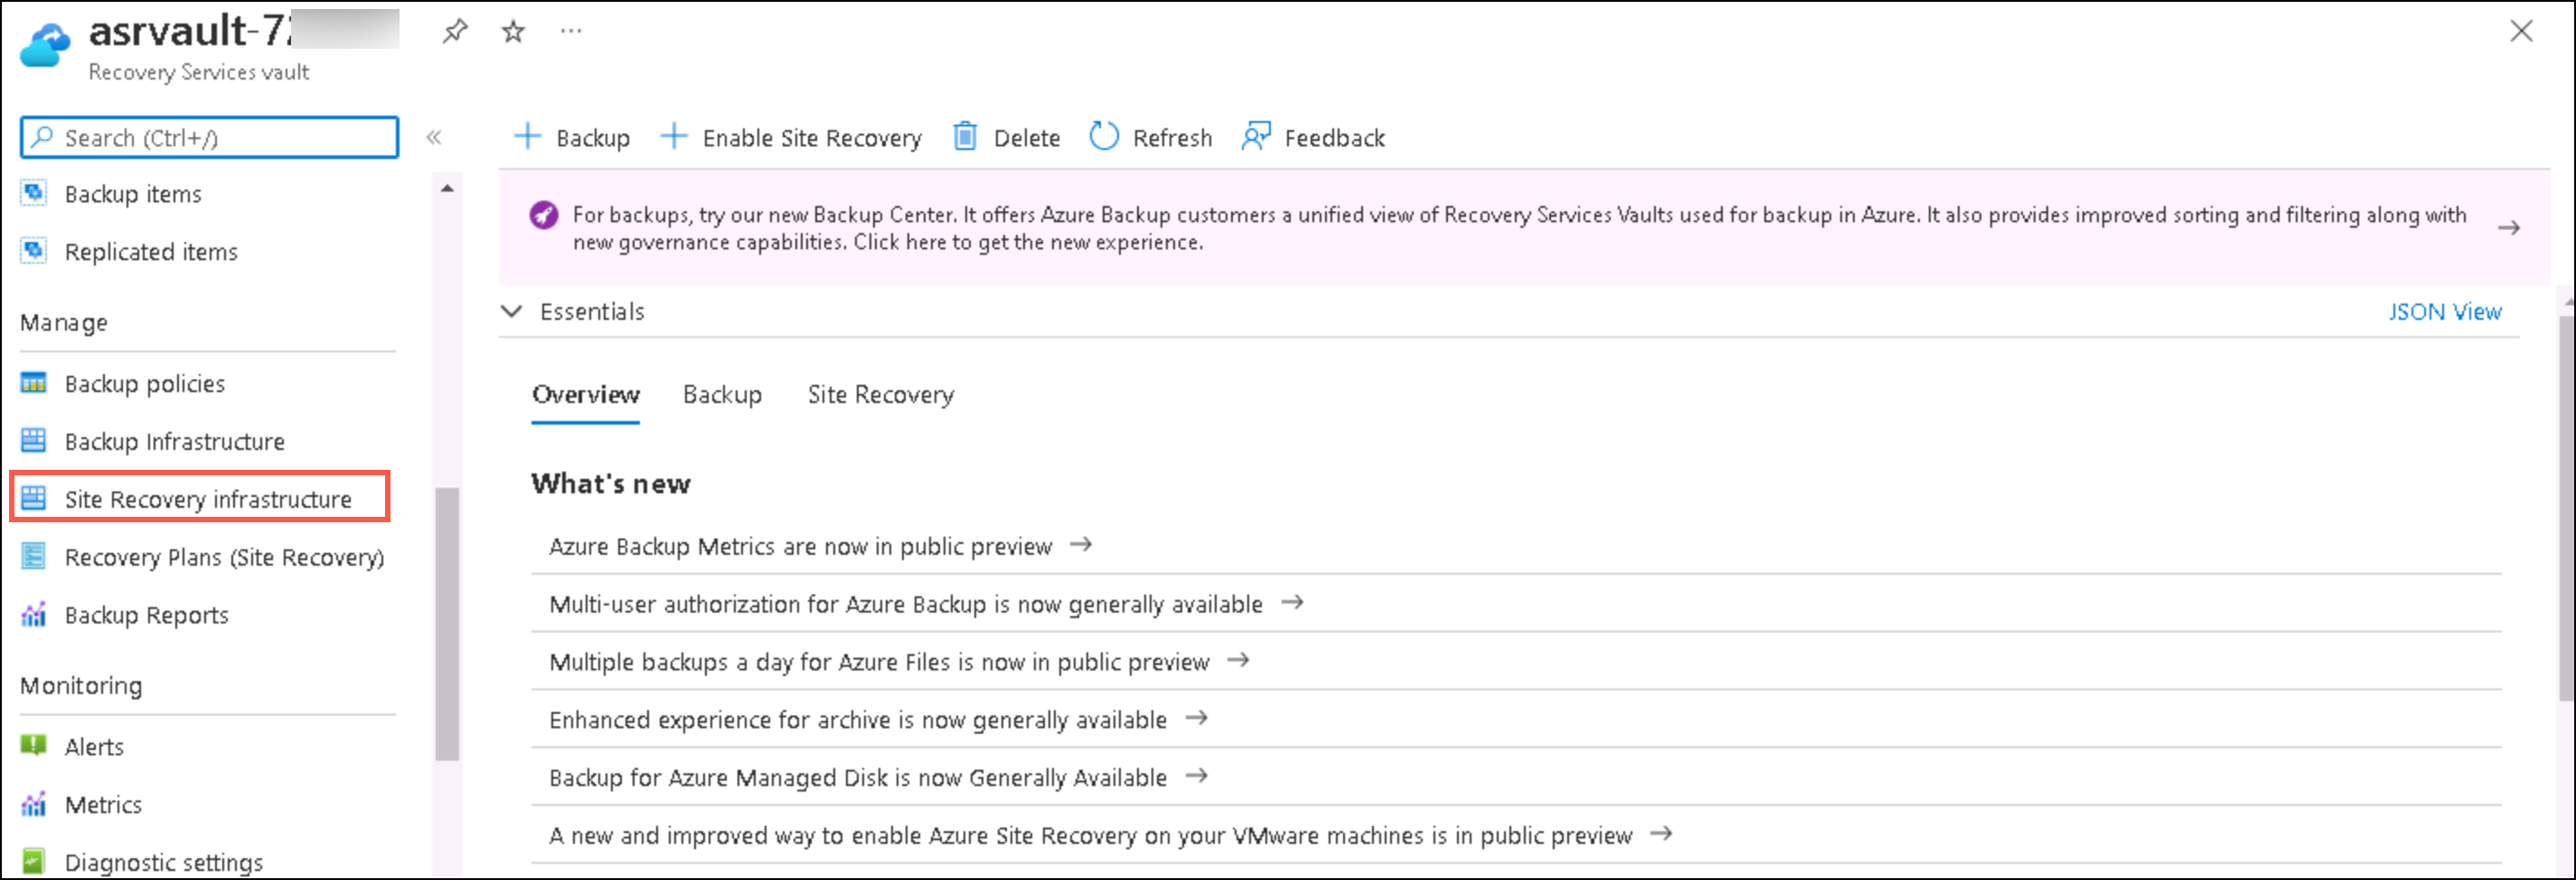 asrvault-72
Recovery Services vault
Search (Ctrl+/)
Backup items
Replicated items
Manage
Backup policies
Backup Infrastructure
Site Recovery infrastructure
Recovery Plans (Site Recovery)
Backup Reports
Monitoring
Alerts
Metrics
Diagnostic settings
Backup Enable Site Recovery Delete Refresh Feedback
For backups, try our new Backup Center. It offers Azure Backup customers a unified view of Recovery Services Vaults used for backup in Azure. It also provides improved sorting and filtering along with
new governance capabilities. Click here to get the new experience.
Essentials
JSON View
Overview Backup Site Recovery
What's new
Azure Backup Metrics are now in public preview
Multi-user authorization for Azure Backup is now generally available
Multiple backups a day for Azure Files is now in public preview
Enhanced experience for archive is now generally available
Backup for Azure Managed Disk is now Generally Available
A new and improved way to enable Azure Site Recovery on your VMware machines is in public preview